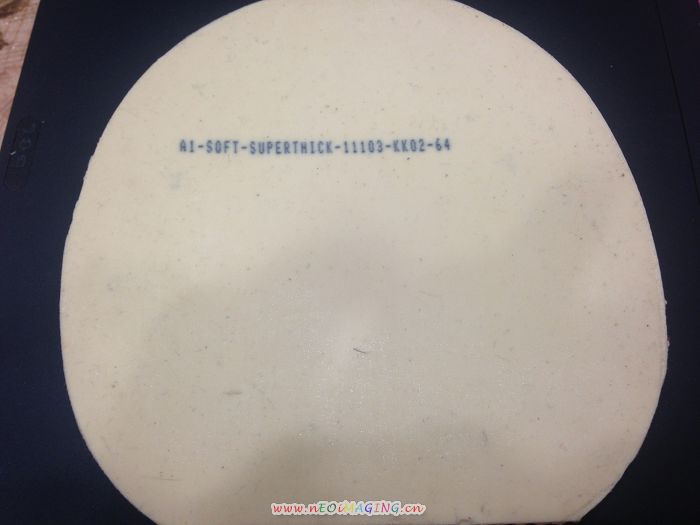 A1-SOFT-SUPERTHICK-11103-KK02-64
www.nEOiMAGING.cn